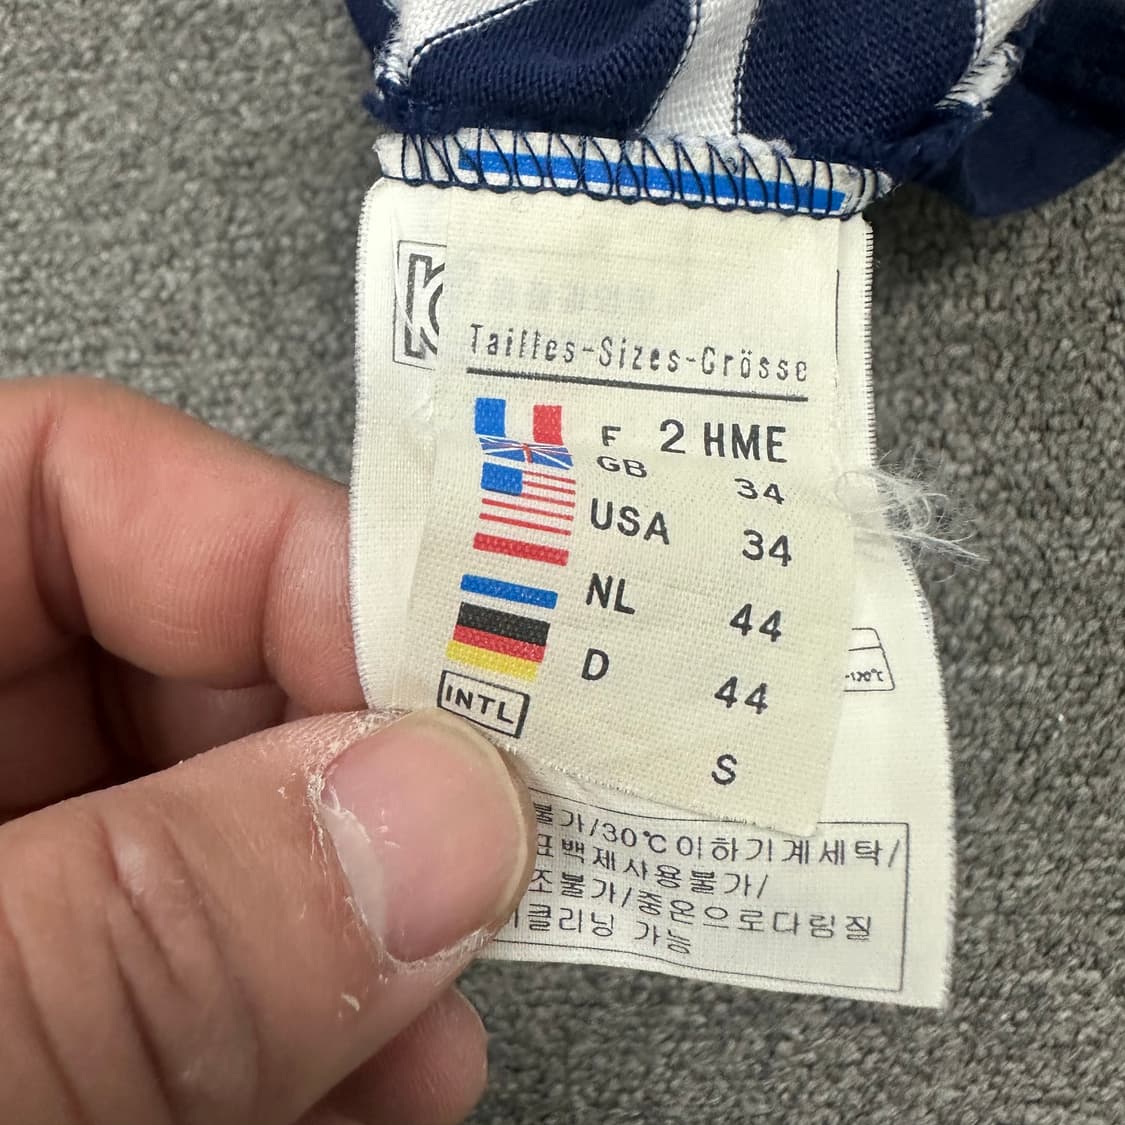 Tailles-Sizes-Grösse
F 2 HME
GB 34
USA 34
NL 44
D 44
INTL S
불가/30℃이하기계세탁/
표백제사용불가/
조불가/중온으로다림질
클리닝 가능